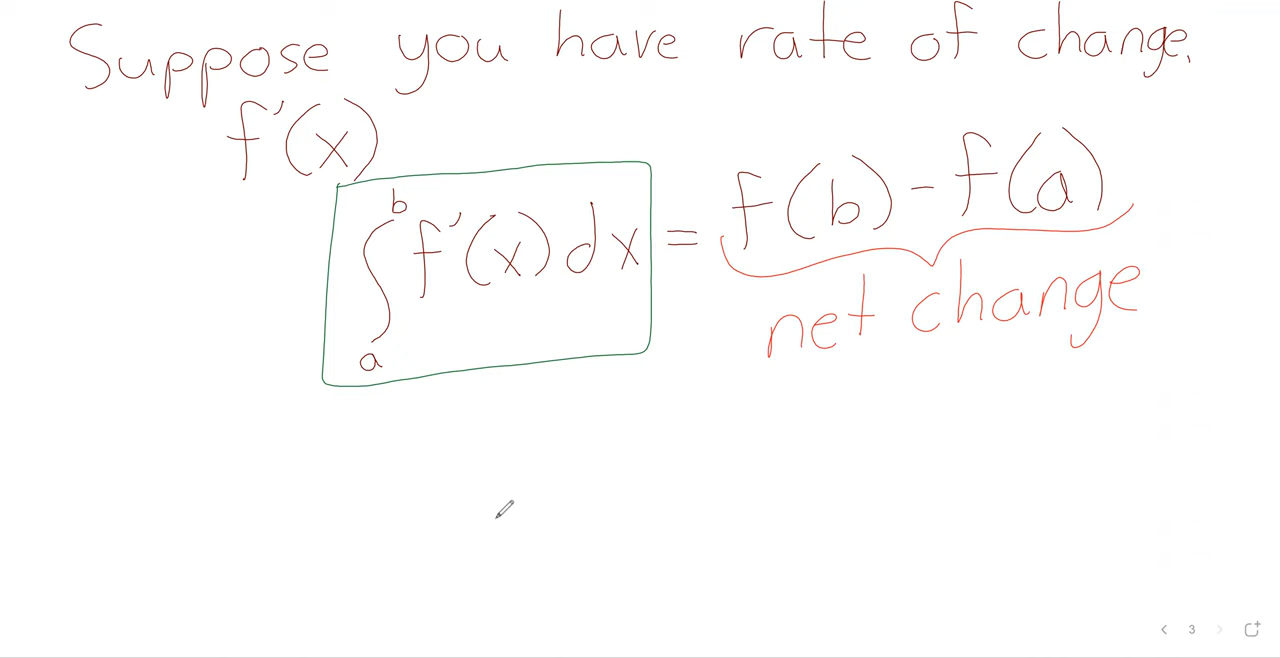 Suppose you have rate of change.
f'(x)
∫_a^b f'(x) dx = f(b) - f(a)
net change
3